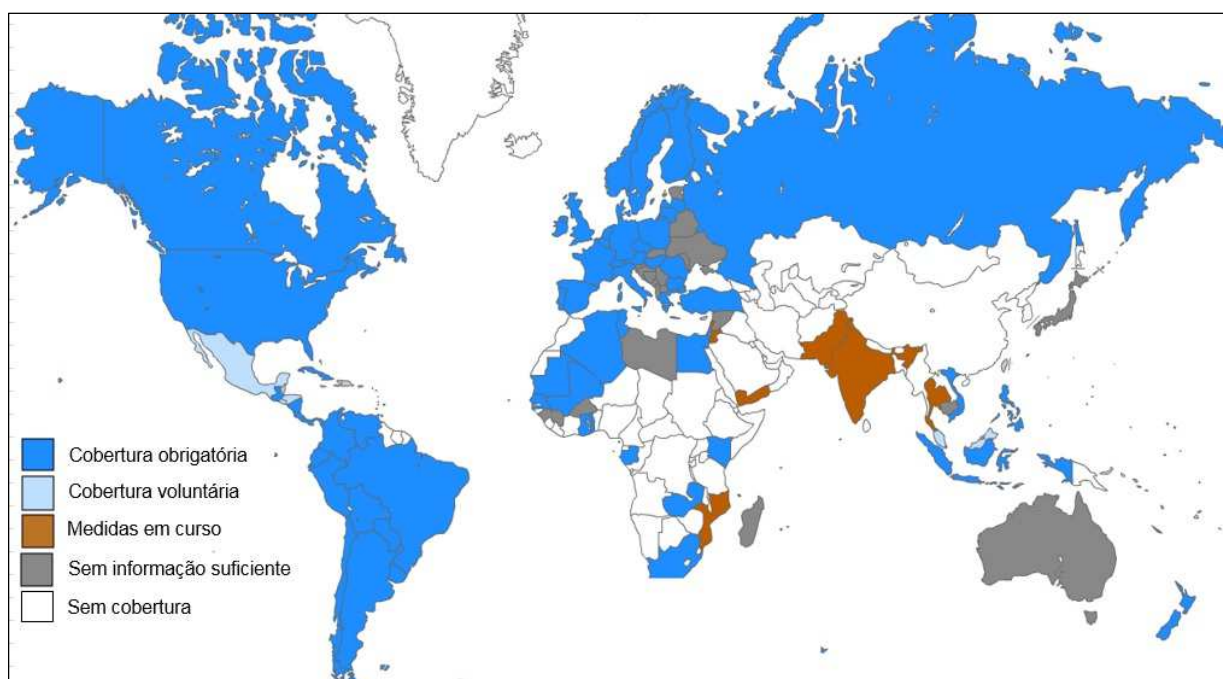 Cobertura obrigatória
Cobertura voluntária
Medidas em curso
Sem informação suficiente
Sem cobertura